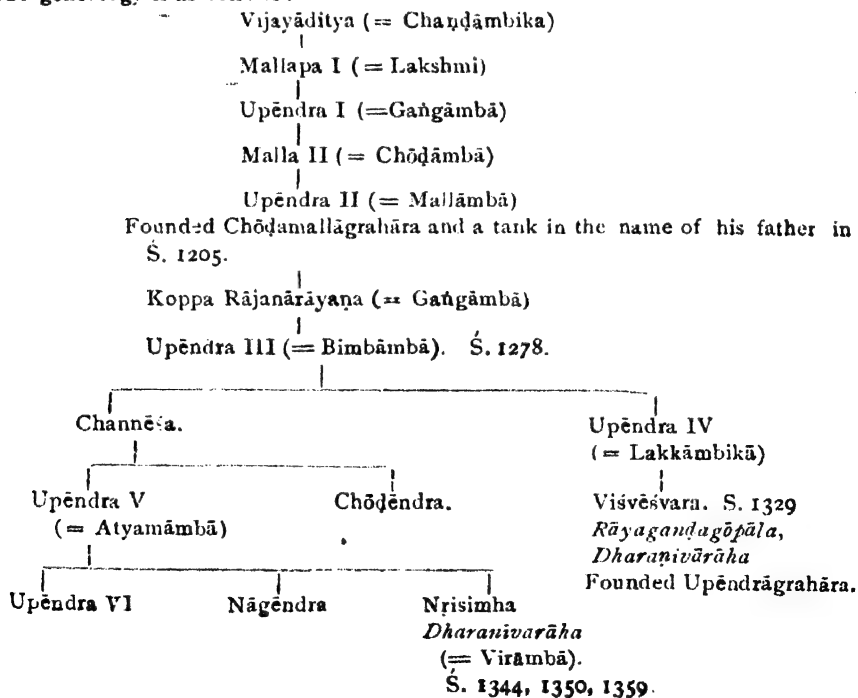 Vijayāditya (= Chaṇḍāmbika)
Mallapa I (= Lakshmi)
Upēndra I (=Gaṅgāmbā)
Malla II (= Chōḍāmbā)
Upēndra II (= Mallāmbā)
Founded Chōḍamallāgrahāra and a tank in the name of his father in
Ś. 1205.
Koppa Rājanārāyaṇa (= Gaṅgāmbā)
Upēndra III (= Bimbāmbā). Ś. 1278.
Channēśa. Upēndra IV
(= Lakkāmbikā)
Upēndra V Chōḍēndra. Viśvēśvara. S. 1329
(= Atyamāmbā) Rāyagaṇḍagōpāla,
Dharaṇivārāha
Founded Upēndrāgrahāra.
Upēndra VI Nāgēndra Nṛisimha
Dharanivarāha
(= Virāmbā).
Ś. 1344, 1350, 1359.